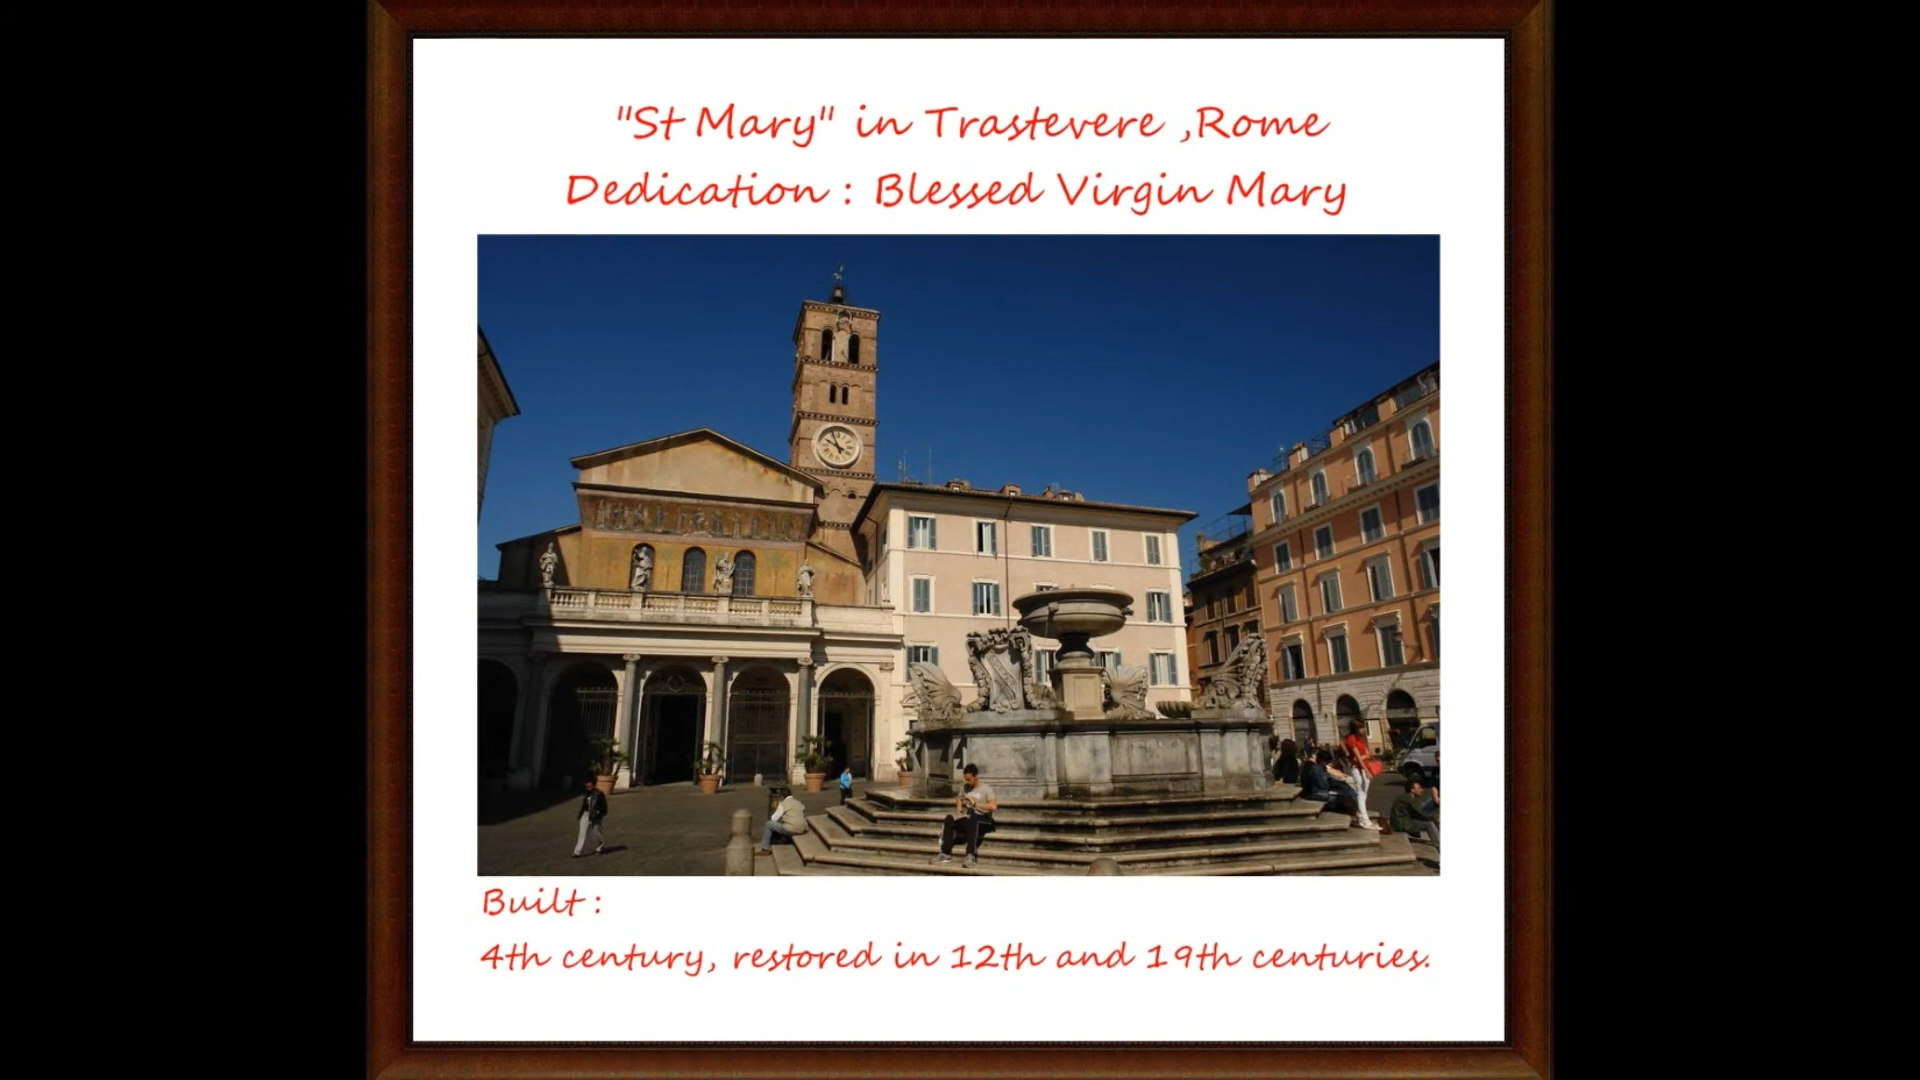 "St Mary" in Trastevere ,Rome
Dedication : Blessed Virgin Mary
Built :
4th century, restored in 12th and 19th centuries.